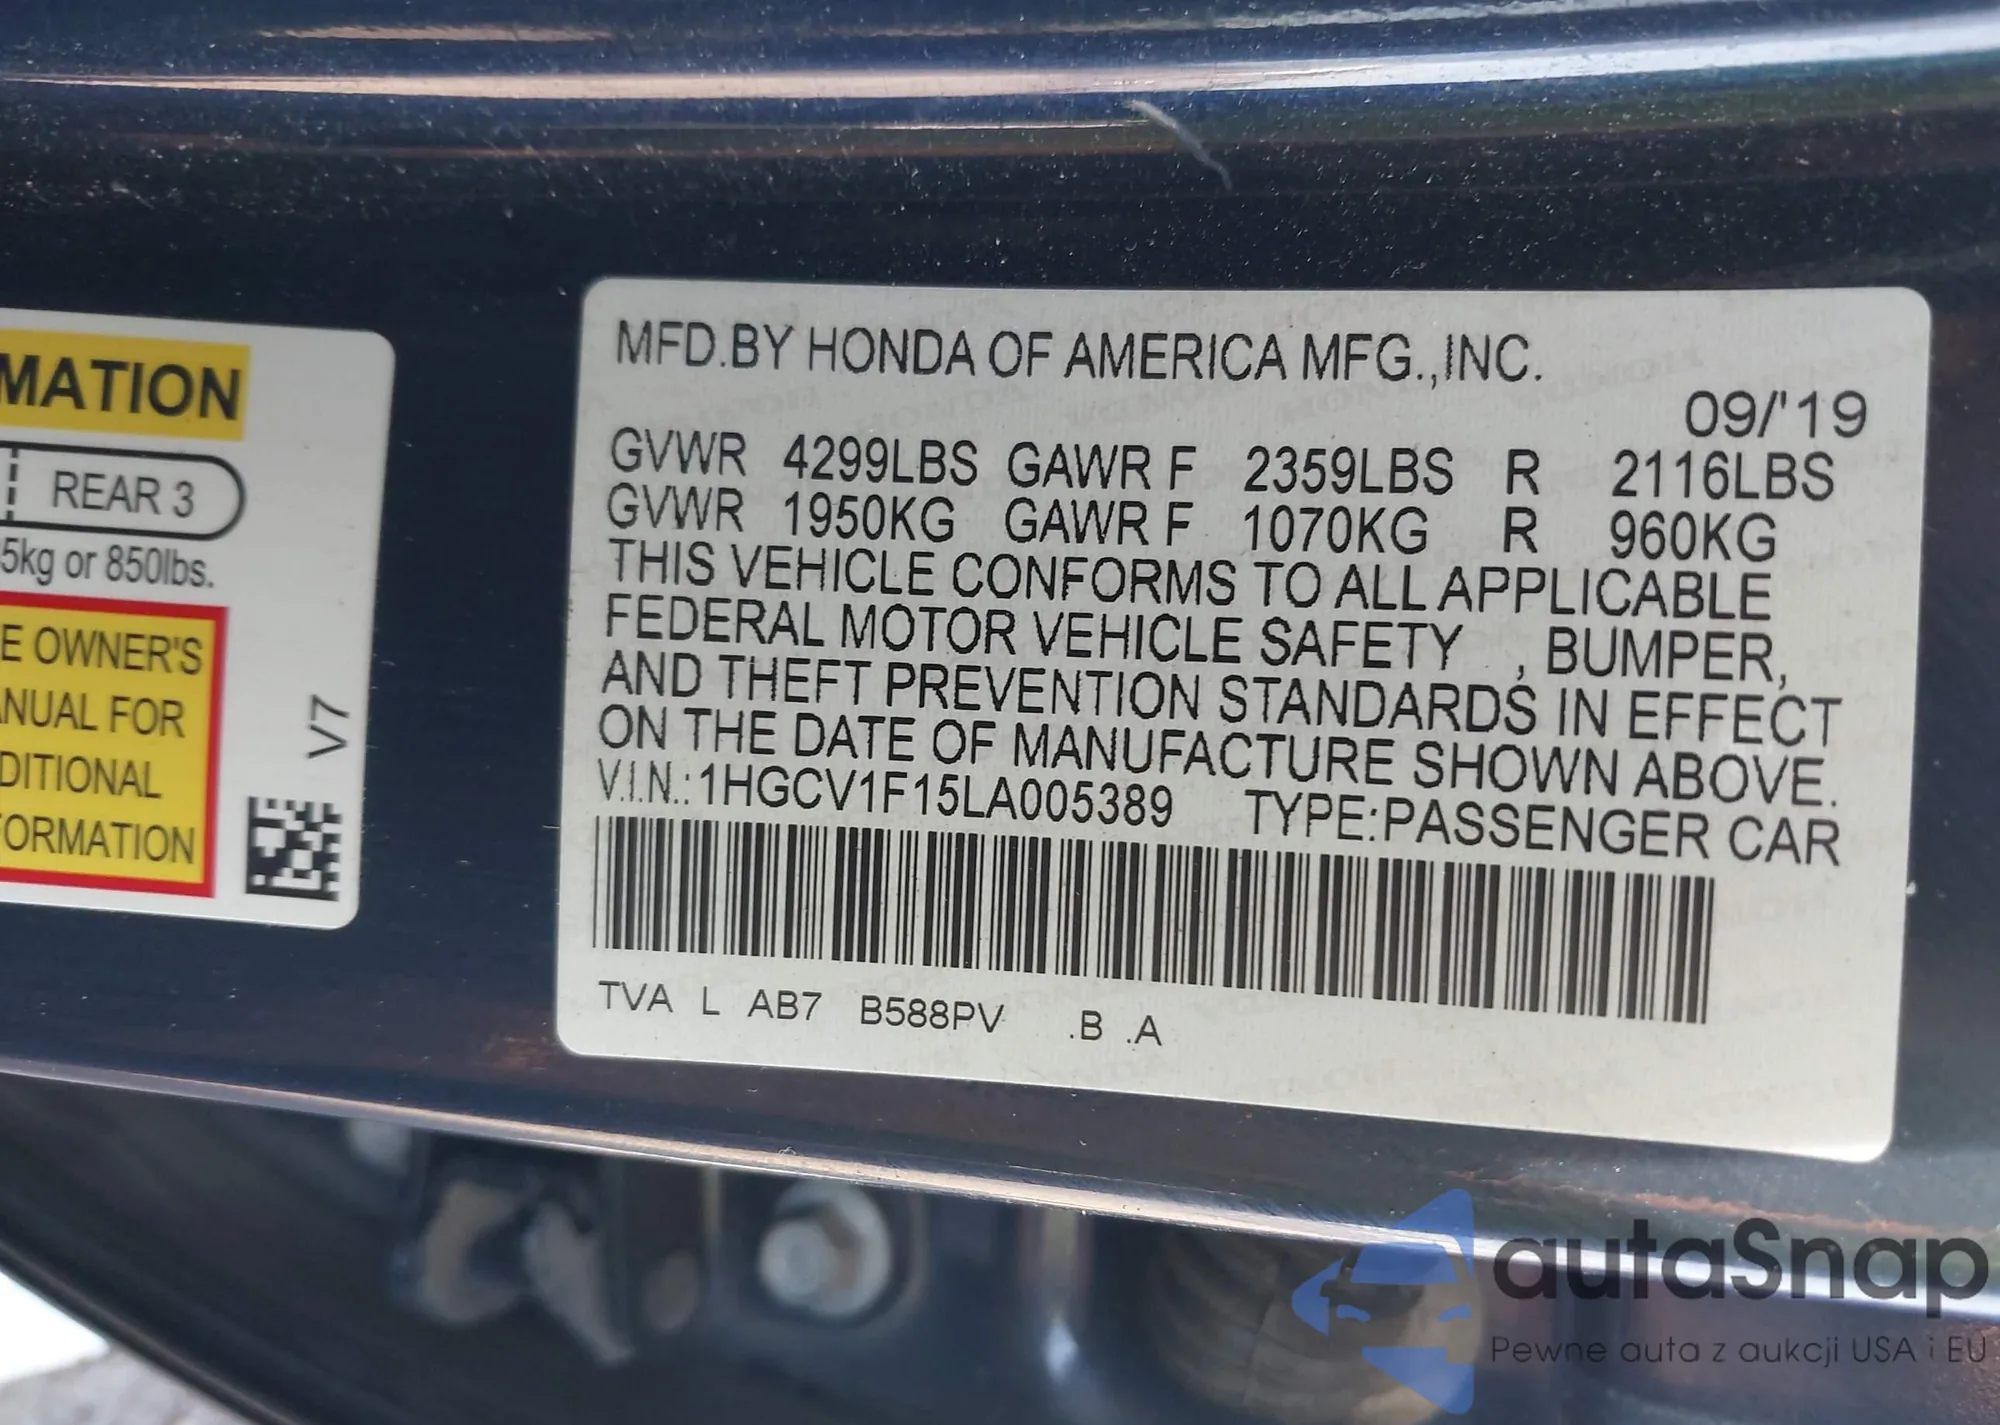 MATION
REAR 3
5kg or 850lbs.
E OWNER'S
NUAL FOR
DITIONAL
FORMATION
V7
MFD.BY HONDA OF AMERICA MFG.,INC.
09/'19
GVWR 4299LBS GAWR F 2359LBS R 2116LBS
GVWR 1950KG GAWR F 1070KG R 960KG
THIS VEHICLE CONFORMS TO ALL APPLICABLE
FEDERAL MOTOR VEHICLE SAFETY , BUMPER,
AND THEFT PREVENTION STANDARDS IN EFFECT
ON THE DATE OF MANUFACTURE SHOWN ABOVE.
V.I.N.:1HGCV1F15LA005389 TYPE:PASSENGER CAR
TVA L AB7 B588PV .B .A
autaSnap
Pewne auta z aukcji USA i EU